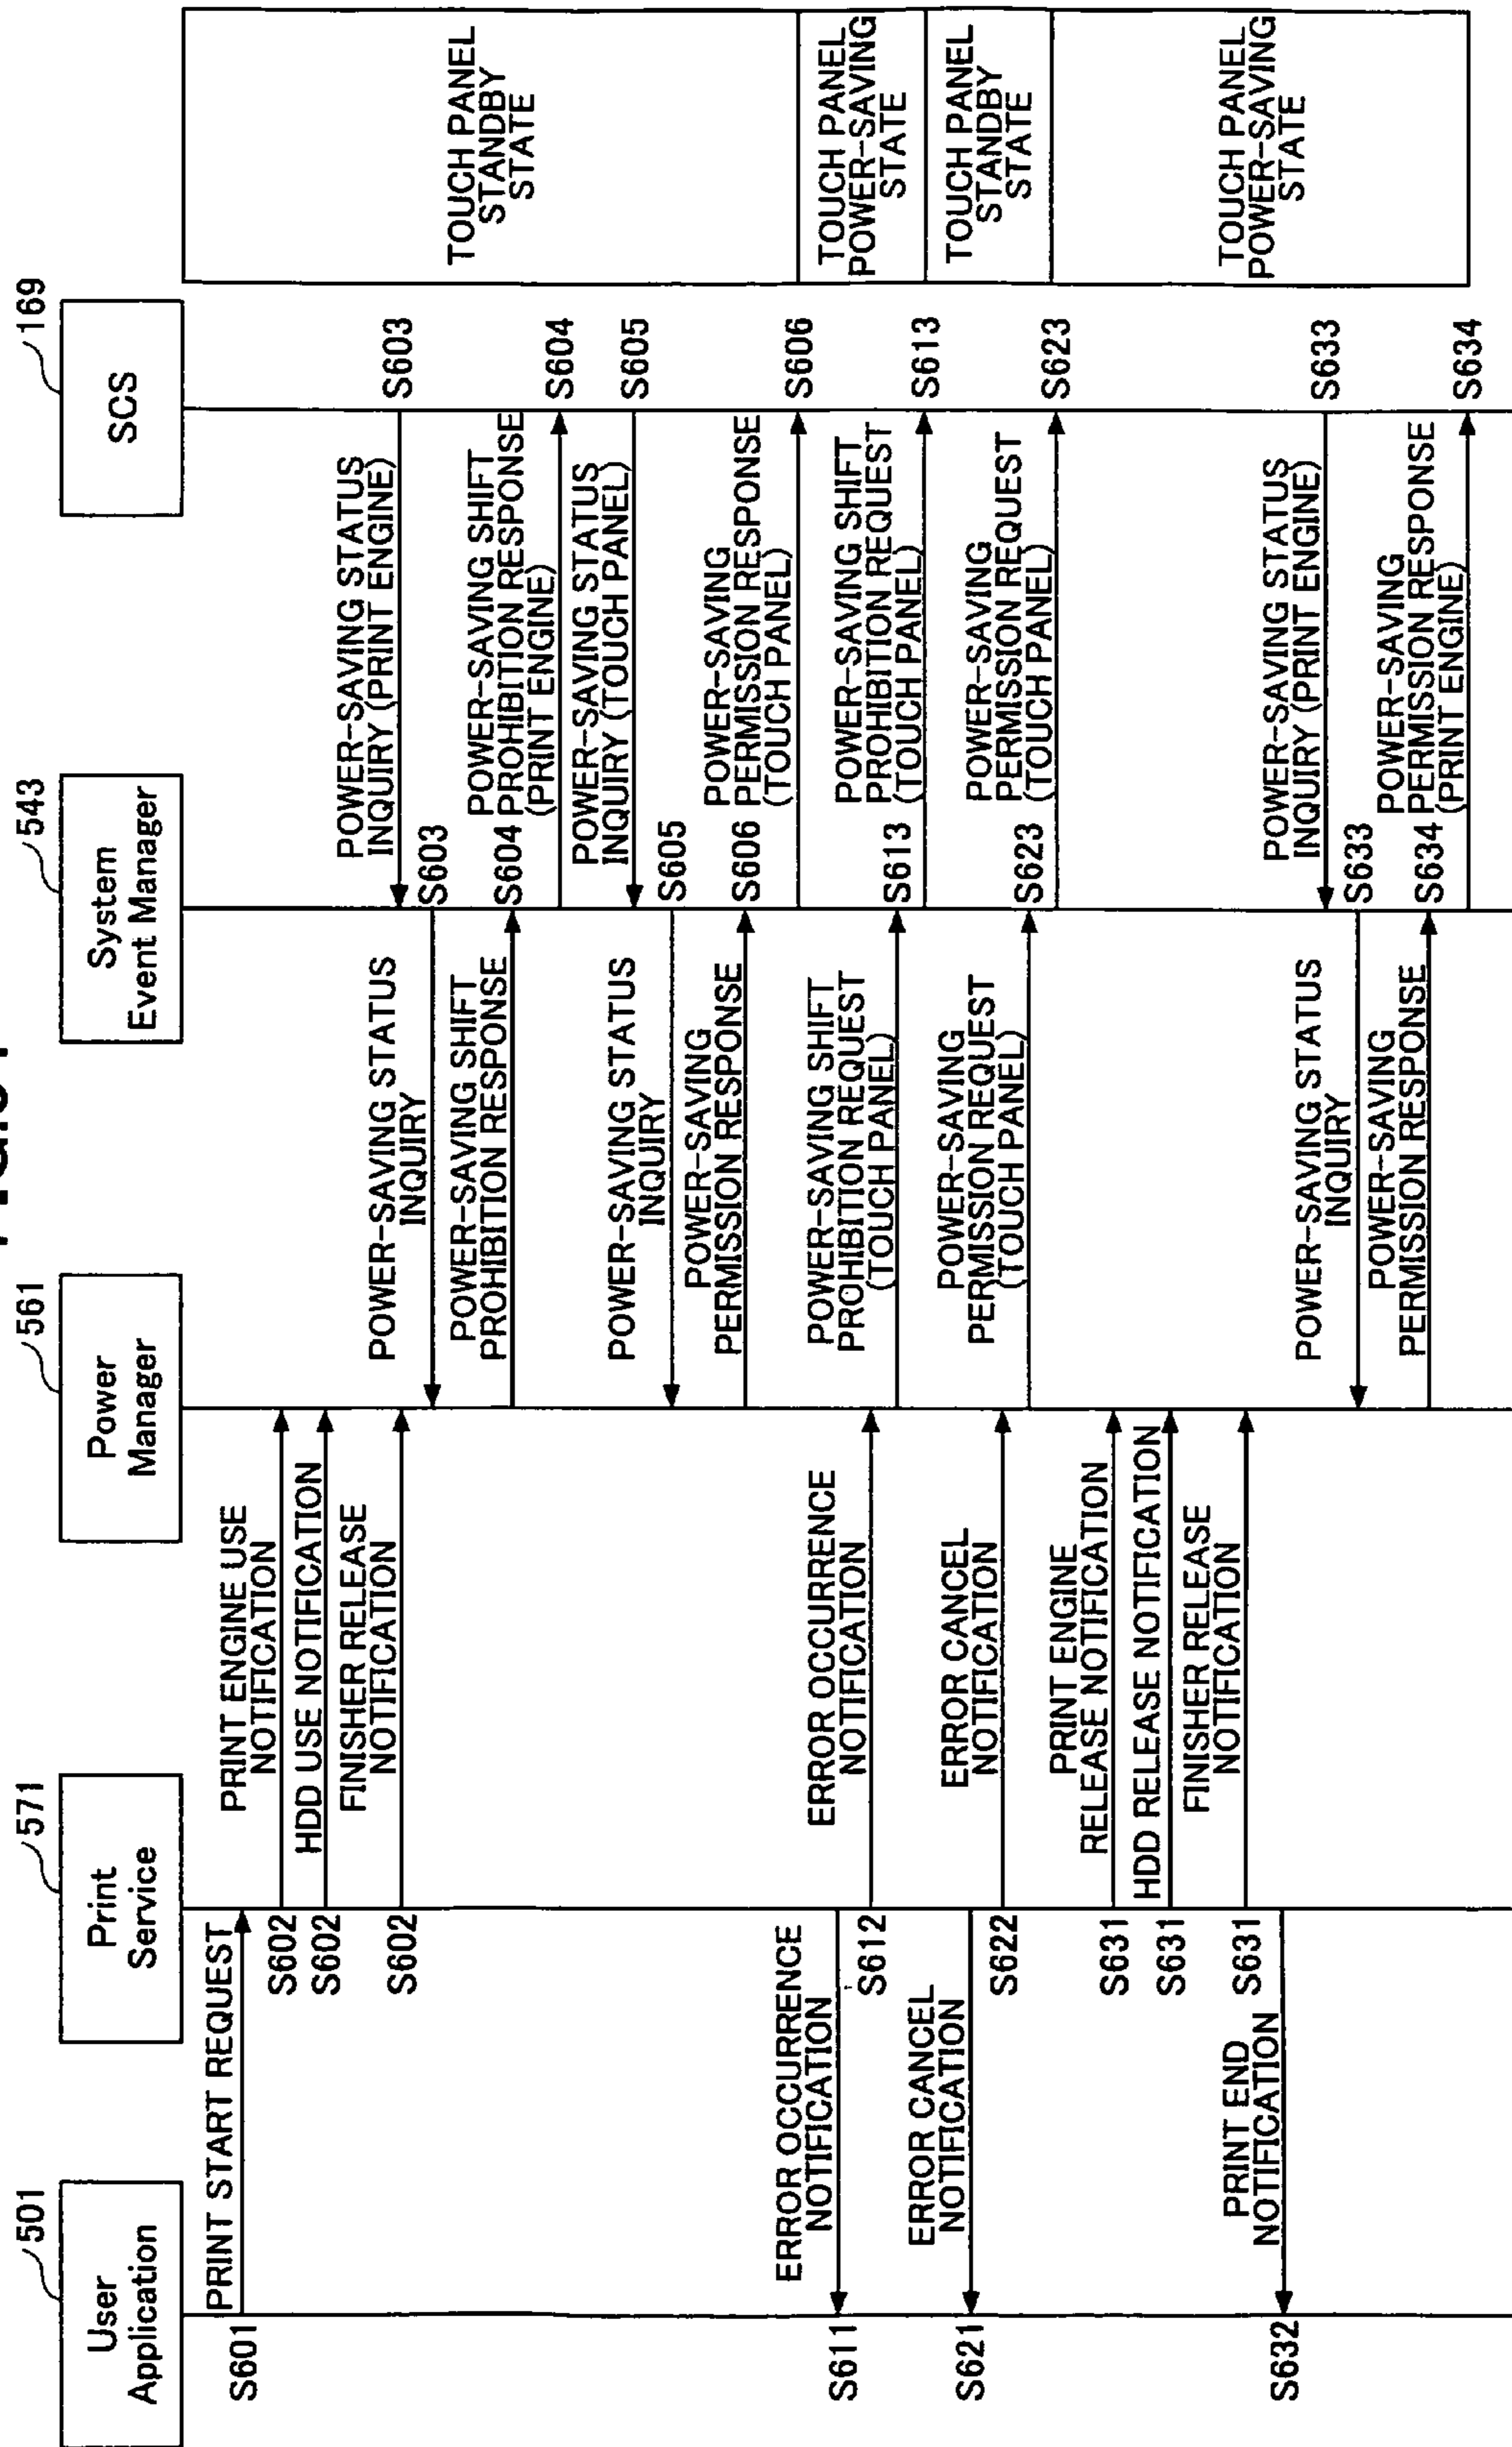 501
User
Application
571
Print
Service
561
Power
Manager
543
System
Event Manager
169
SCS
S601
PRINT START REQUEST
S602
PRINT ENGINE USE
NOTIFICATION
S602
HDD USE NOTIFICATION
S602
FINISHER RELEASE
NOTIFICATION
POWER-SAVING STATUS
INQUIRY (PRINT ENGINE)
S603
S603
POWER-SAVING STATUS
INQUIRY
POWER-SAVING SHIFT
PROHIBITION RESPONSE
S604
POWER-SAVING SHIFT
PROHIBITION RESPONSE
(PRINT ENGINE)
S604
POWER-SAVING STATUS
INQUIRY (TOUCH PANEL)
S605
S605
POWER-SAVING STATUS
INQUIRY
POWER-SAVING
PERMISSION RESPONSE
S606
POWER-SAVING
PERMISSION RESPONSE
(TOUCH PANEL)
S606
S611
ERROR OCCURRENCE
NOTIFICATION
S612
ERROR OCCURRENCE
NOTIFICATION
POWER-SAVING SHIFT
PROHIBITION REQUEST
(TOUCH PANEL)
S613
POWER-SAVING SHIFT
PROHIBITION REQUEST
(TOUCH PANEL)
S613
S621
ERROR CANCEL
NOTIFICATION
S622
ERROR CANCEL
NOTIFICATION
POWER-SAVING
PERMISSION REQUEST
(TOUCH PANEL)
S623
POWER-SAVING
PERMISSION REQUEST
(TOUCH PANEL)
S623
S631
PRINT ENGINE
RELEASE NOTIFICATION
S631
HDD RELEASE NOTIFICATION
S631
FINISHER RELEASE
NOTIFICATION
S632
PRINT END
NOTIFICATION
POWER-SAVING STATUS
INQUIRY (PRINT ENGINE)
S633
S633
POWER-SAVING STATUS
INQUIRY
POWER-SAVING
PERMISSION RESPONSE
S634
POWER-SAVING
PERMISSION RESPONSE
(PRINT ENGINE)
S634
TOUCH PANEL
STANDBY
STATE
TOUCH PANEL
POWER-SAVING
STATE
TOUCH PANEL
STANDBY
STATE
TOUCH PANEL
POWER-SAVING
STATE